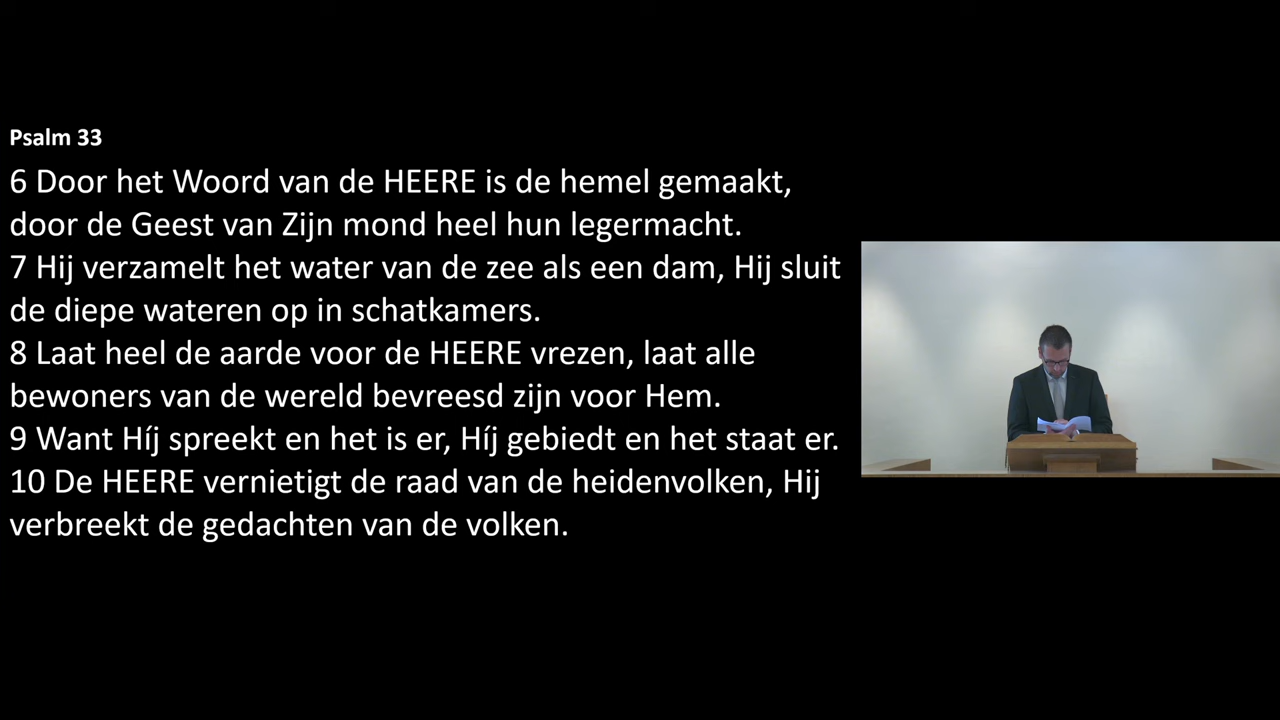 Psalm 33
6 Door het Woord van de HEERE is de hemel gemaakt,
door de Geest van Zijn mond heel hun legermacht.
7 Hij verzamelt het water van de zee als een dam, Hij sluit
de diepe wateren op in schatkamers.
8 Laat heel de aarde voor de HEERE vrezen, laat alle
bewoners van de wereld bevreesd zijn voor Hem.
9 Want Híj spreekt en het is er, Híj gebiedt en het staat er.
10 De HEERE vernietigt de raad van de heidenvolken, Hij
verbreekt de gedachten van de volken.